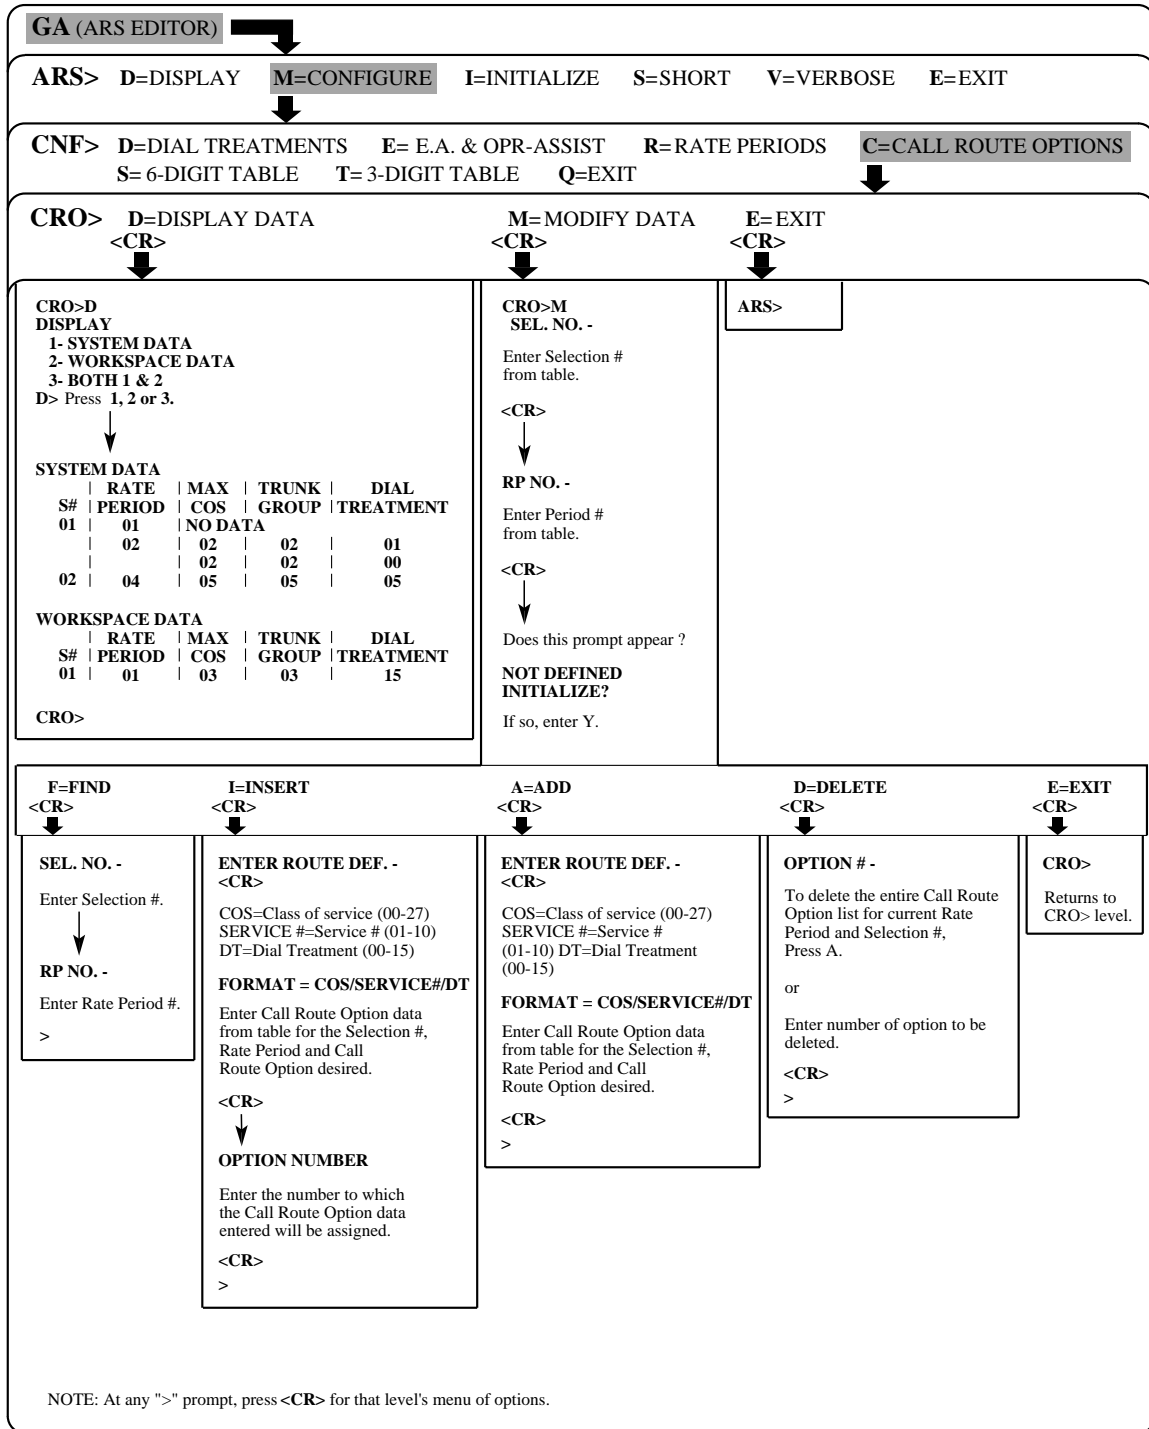 GA (ARS EDITOR)
ARS> D=DISPLAY M=CONFIGURE I=INITIALIZE S=SHORT V=VERBOSE E=EXIT
CNF> D=DIAL TREATMENTS E= E.A. & OPR-ASSIST R=RATE PERIODS C=CALL ROUTE OPTIONS
S= 6-DIGIT TABLE T= 3-DIGIT TABLE Q=EXIT
CRO> D=DISPLAY DATA M=MODIFY DATA E=EXIT
<CR> <CR> <CR>
CRO>D
DISPLAY
1- SYSTEM DATA
2- WORKSPACE DATA
3- BOTH 1 & 2
D> Press 1, 2 or 3.
SYSTEM DATA
| RATE | MAX | TRUNK | DIAL
S# | PERIOD | COS | GROUP | TREATMENT
01 | 01 | NO DATA
| 02 | 02 | 02 | 01
| | 02 | 02 | 00
02 | 04 | 05 | 05 | 05
WORKSPACE DATA
| RATE | MAX | TRUNK | DIAL
S# | PERIOD | COS | GROUP | TREATMENT
01 | 01 | 03 | 03 | 15
CRO>
CRO>M
SEL. NO. -
Enter Selection #
from table.
<CR>
RP NO. -
Enter Period #
from table.
<CR>
Does this prompt appear ?
NOT DEFINED
INITIALIZE?
If so, enter Y.
ARS>
F=FIND I=INSERT A=ADD D=DELETE E=EXIT
<CR> <CR> <CR> <CR> <CR>
SEL. NO. -
Enter Selection #.
RP NO. -
Enter Rate Period #.
>
ENTER ROUTE DEF. -
<CR>
COS=Class of service (00-27)
SERVICE #=Service # (01-10)
DT=Dial Treatment (00-15)
FORMAT = COS/SERVICE#/DT
Enter Call Route Option data
from table for the Selection #,
Rate Period and Call
Route Option desired.
<CR>
OPTION NUMBER
Enter the number to which
the Call Route Option data
entered will be assigned.
<CR>
>
ENTER ROUTE DEF. -
<CR>
COS=Class of service (00-27)
SERVICE #=Service #
(01-10) DT=Dial Treatment
(00-15)
FORMAT = COS/SERVICE#/DT
Enter Call Route Option data
from table for the Selection #,
Rate Period and Call
Route Option desired.
<CR>
>
OPTION # -
To delete the entire Call Route
Option list for current Rate
Period and Selection #,
Press A.
or
Enter number of option to be
deleted.
<CR>
>
CRO>
Returns to
CRO> level.
NOTE: At any ">" prompt, press <CR> for that level's menu of options.